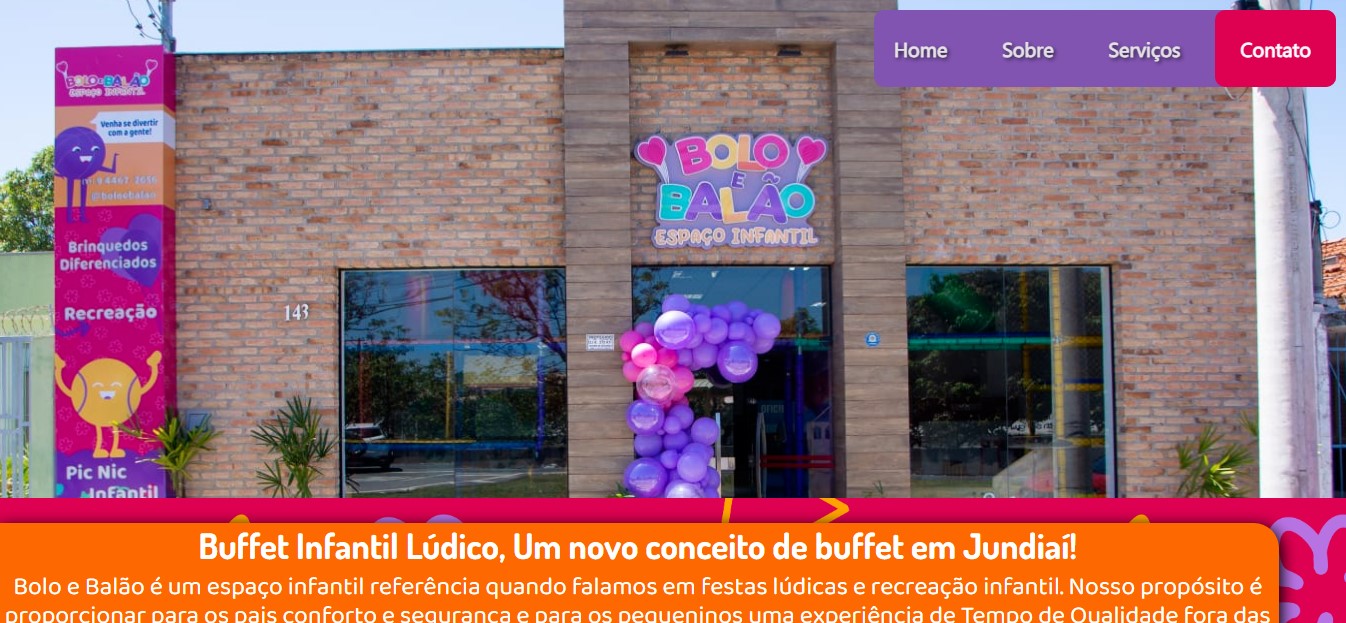 Home Sobre Serviços Contato
BOLO E BALÃO
ESPAÇO INFANTIL
Venha se divertir
com a gente!
@boloebalao
Brinquedos
Diferenciados
Recreação
Pic Nic
Infantil
143
BOLO
E
BALÃO
ESPAÇO INFANTIL
Buffet Infantil Lúdico, Um novo conceito de buffet em Jundiaí!
Bolo e Balão é um espaço infantil referência quando falamos em festas lúdicas e recreação infantil. Nosso propósito é
proporcionar para os pais conforto e segurança e para os pequeninos uma experiência de Tempo de Qualidade fora das